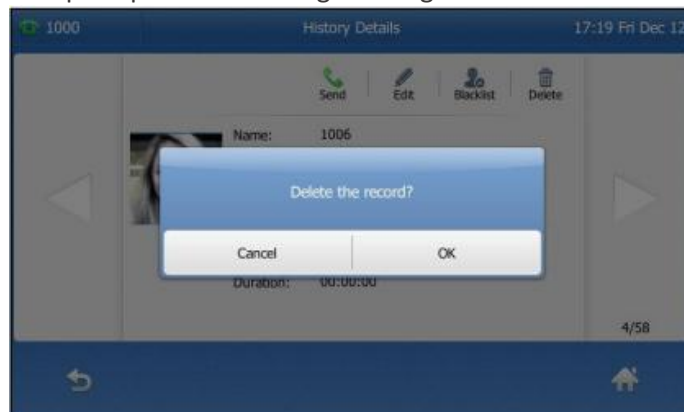 1000 History Details 17:19 Fri Dec 12
Send Edit Blacklist Delete
Name: 1006
Delete the record?
Cancel OK
Duration: 00:00:00
4/58